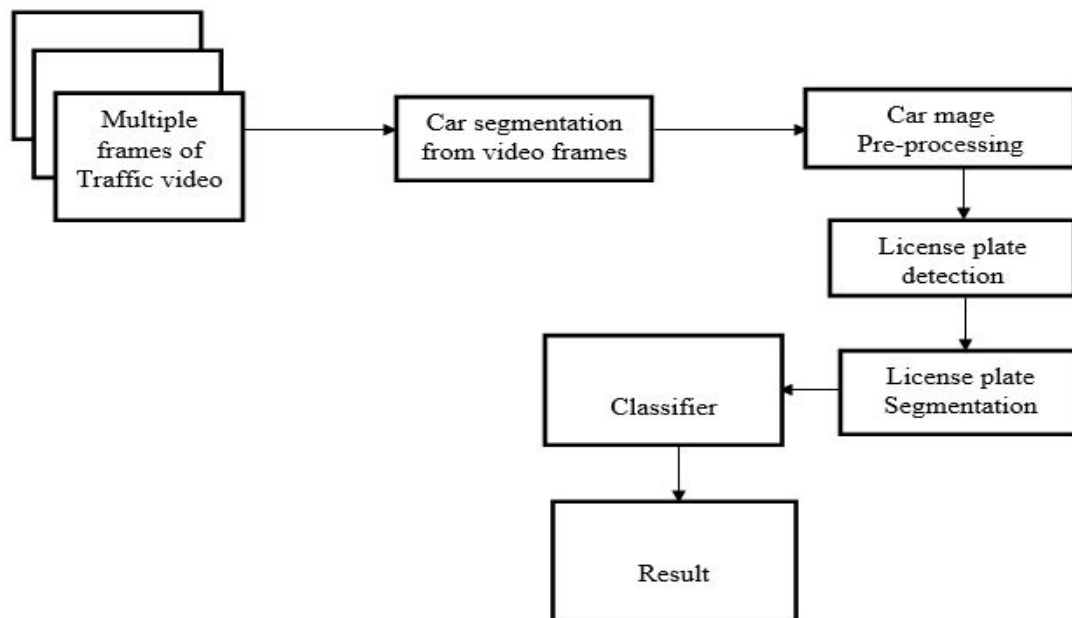 Multiple
frames of
Traffic video
Car segmentation
from video frames
Car mage
Pre-processing
License plate
detection
License plate
Segmentation
Classifier
Result